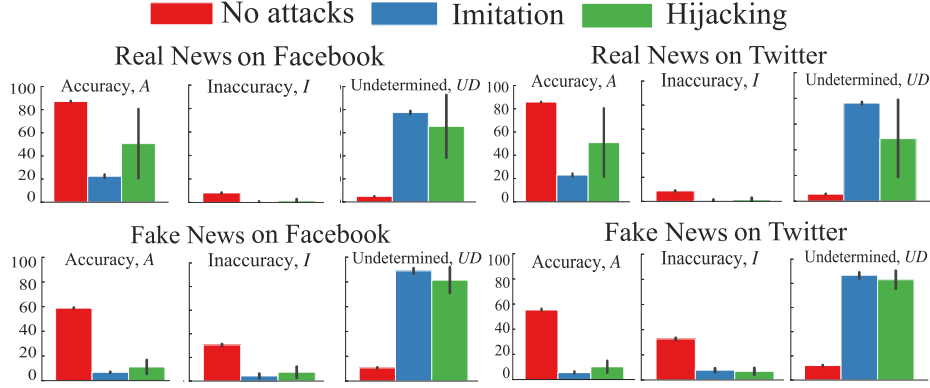 No attacks Imitation Hijacking
Real News on Facebook Real News on Twitter
Accuracy, A Inaccuracy, I Undetermined, UD Accuracy, A Inaccuracy, I Undetermined, UD
100 100
80 80
60 60
40 40
20 20
0 0
Fake News on Facebook Fake News on Twitter
Accuracy, A Inaccuracy, I Undetermined, UD Accuracy, A Inaccuracy, I Undetermined, UD
100 100
80 80
60 60
40 40
20 20
0 0